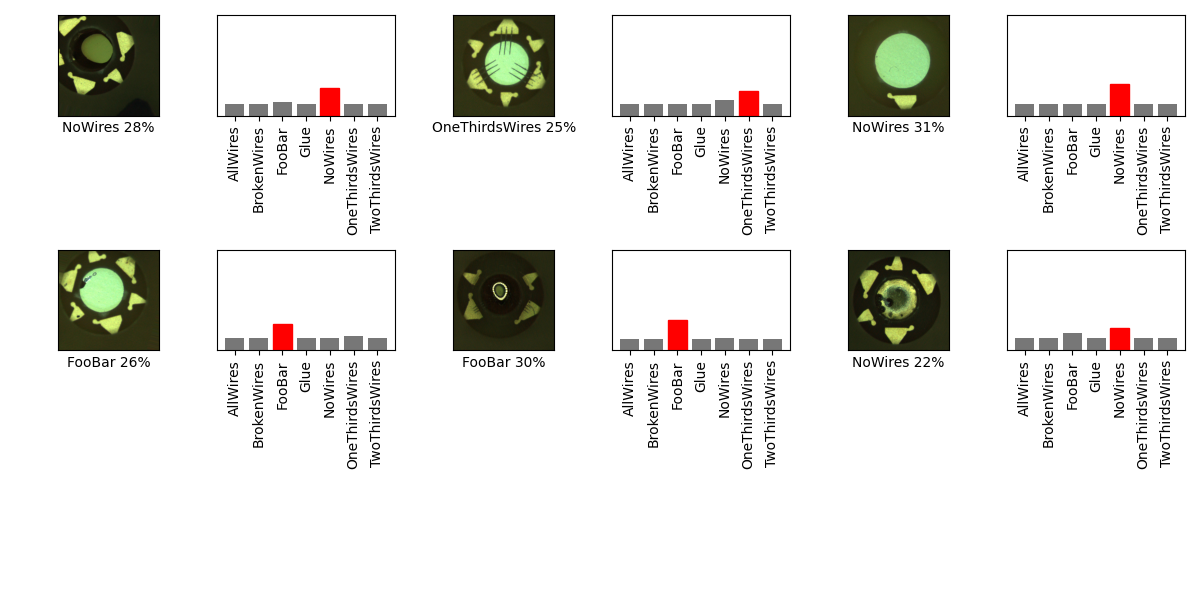 NoWires 28%
AllWires
BrokenWires
FooBar
Glue
NoWires
OneThirdsWires
TwoThirdsWires
OneThirdsWires 25%
AllWires
BrokenWires
FooBar
Glue
NoWires
OneThirdsWires
TwoThirdsWires
NoWires 31%
AllWires
BrokenWires
FooBar
Glue
NoWires
OneThirdsWires
TwoThirdsWires
FooBar 26%
AllWires
BrokenWires
FooBar
Glue
NoWires
OneThirdsWires
TwoThirdsWires
FooBar 30%
AllWires
BrokenWires
FooBar
Glue
NoWires
OneThirdsWires
TwoThirdsWires
NoWires 22%
AllWires
BrokenWires
FooBar
Glue
NoWires
OneThirdsWires
TwoThirdsWires